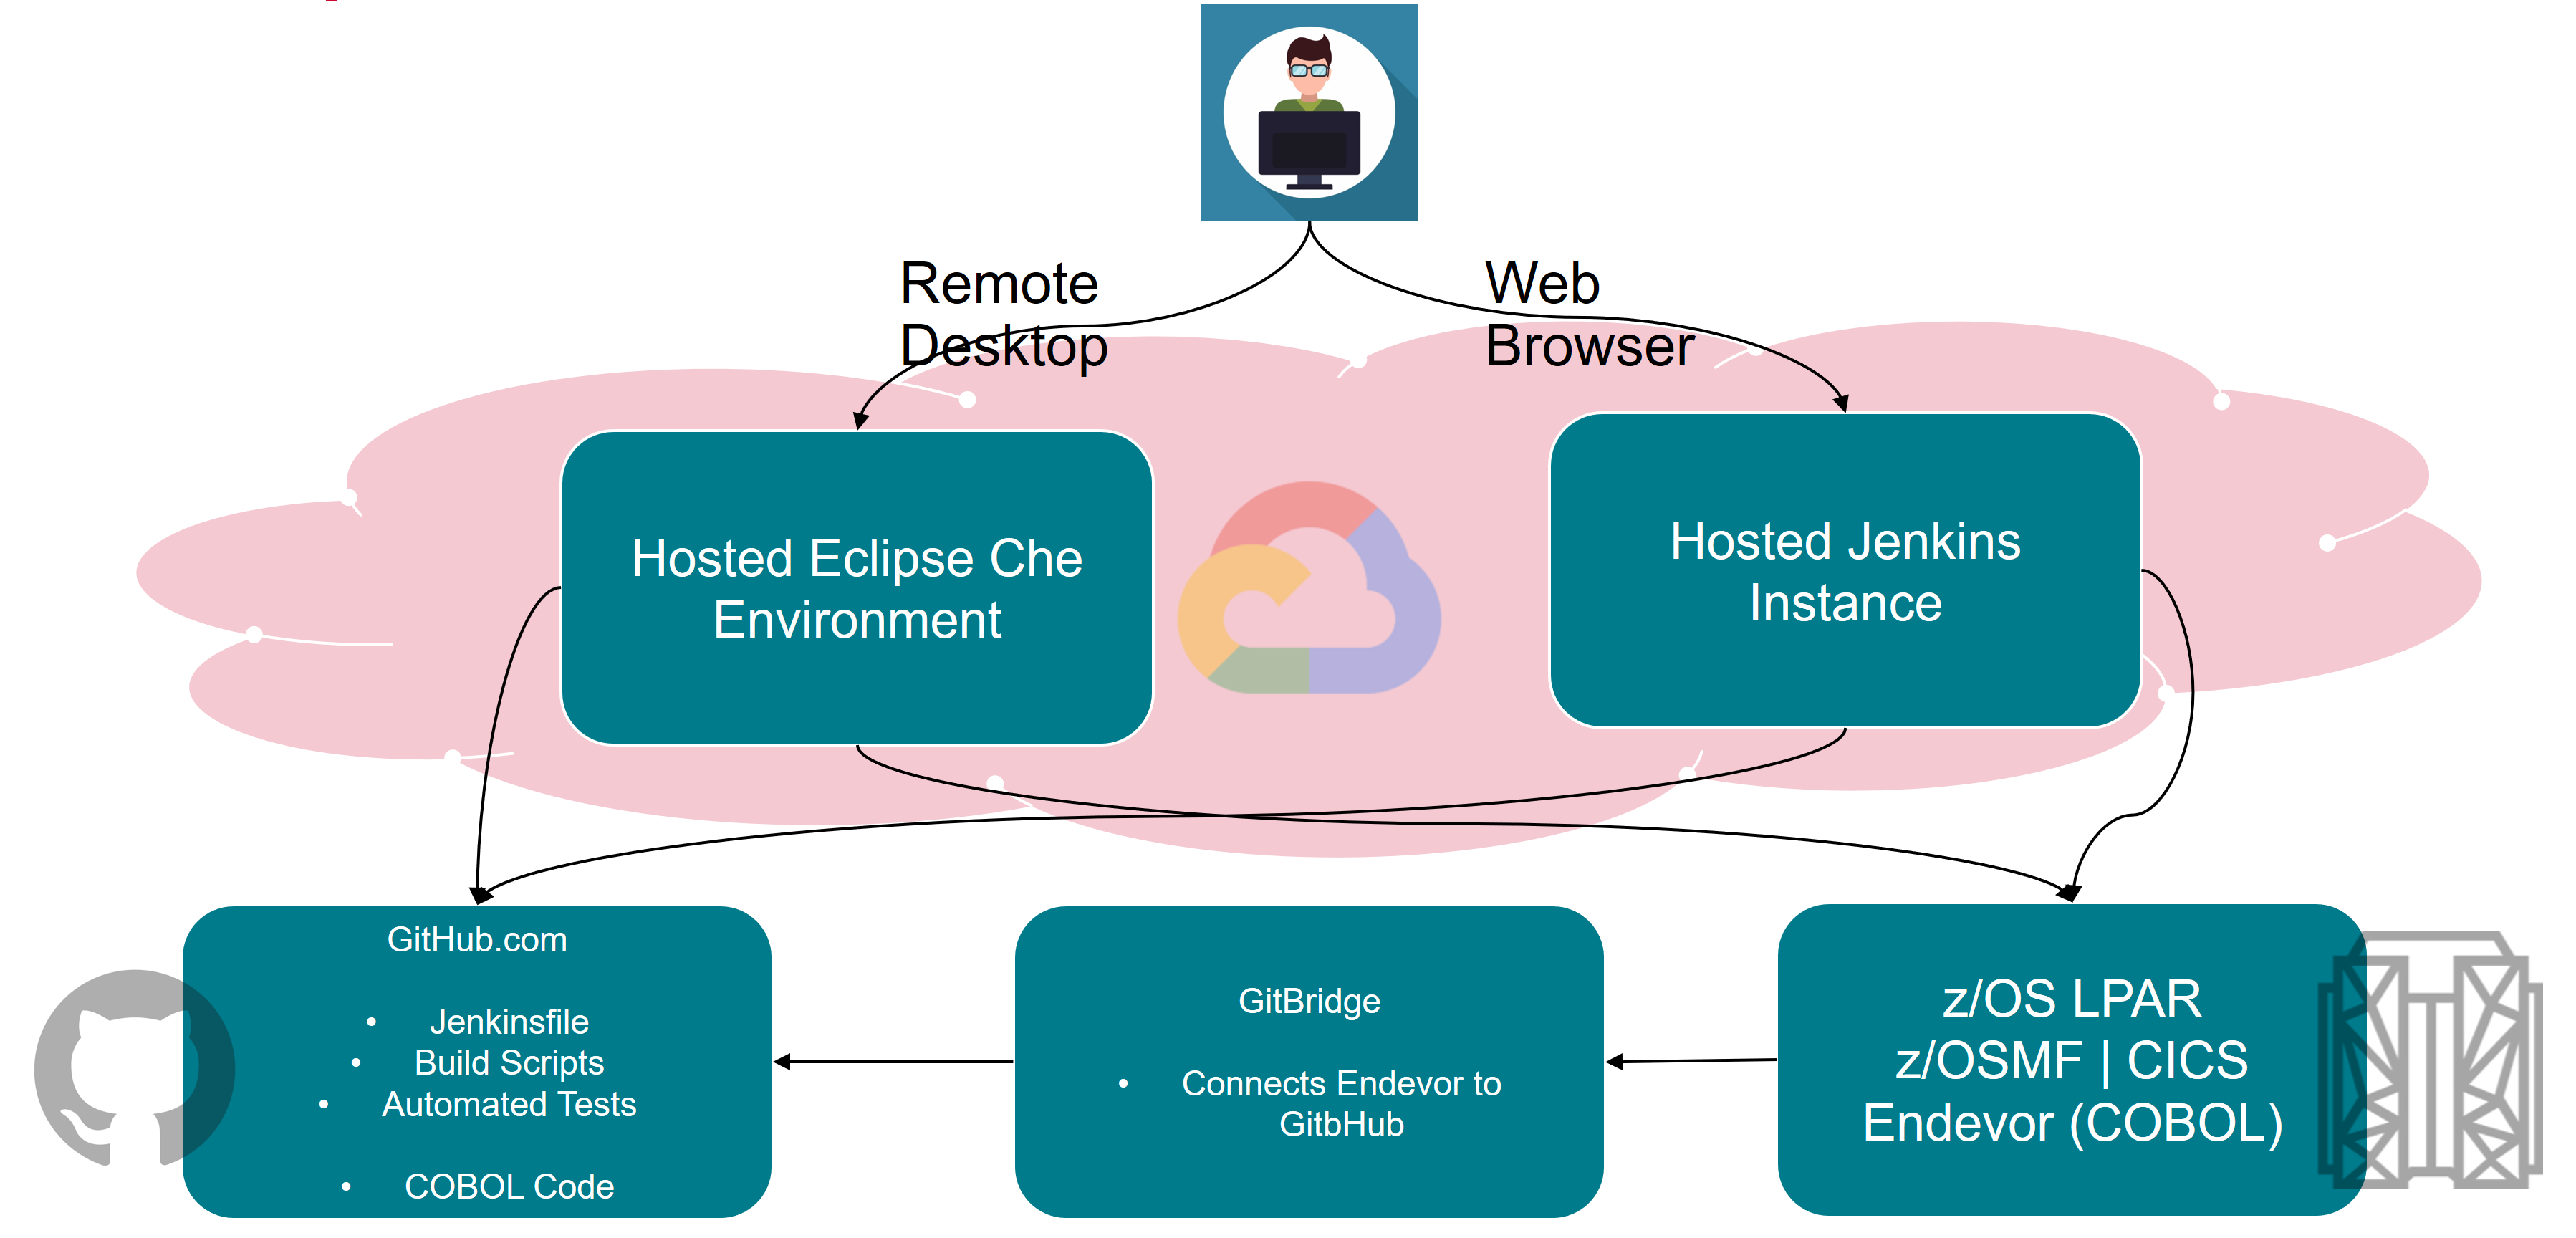 Remote
Desktop
Web
Browser
Hosted Eclipse Che
Environment
Hosted Jenkins
Instance
GitHub.com
• Jenkinsfile
• Build Scripts
• Automated Tests
• COBOL Code
GitBridge
• Connects Endevor to
GitbHub
z/OS LPAR
z/OSMF | CICS
Endevor (COBOL)